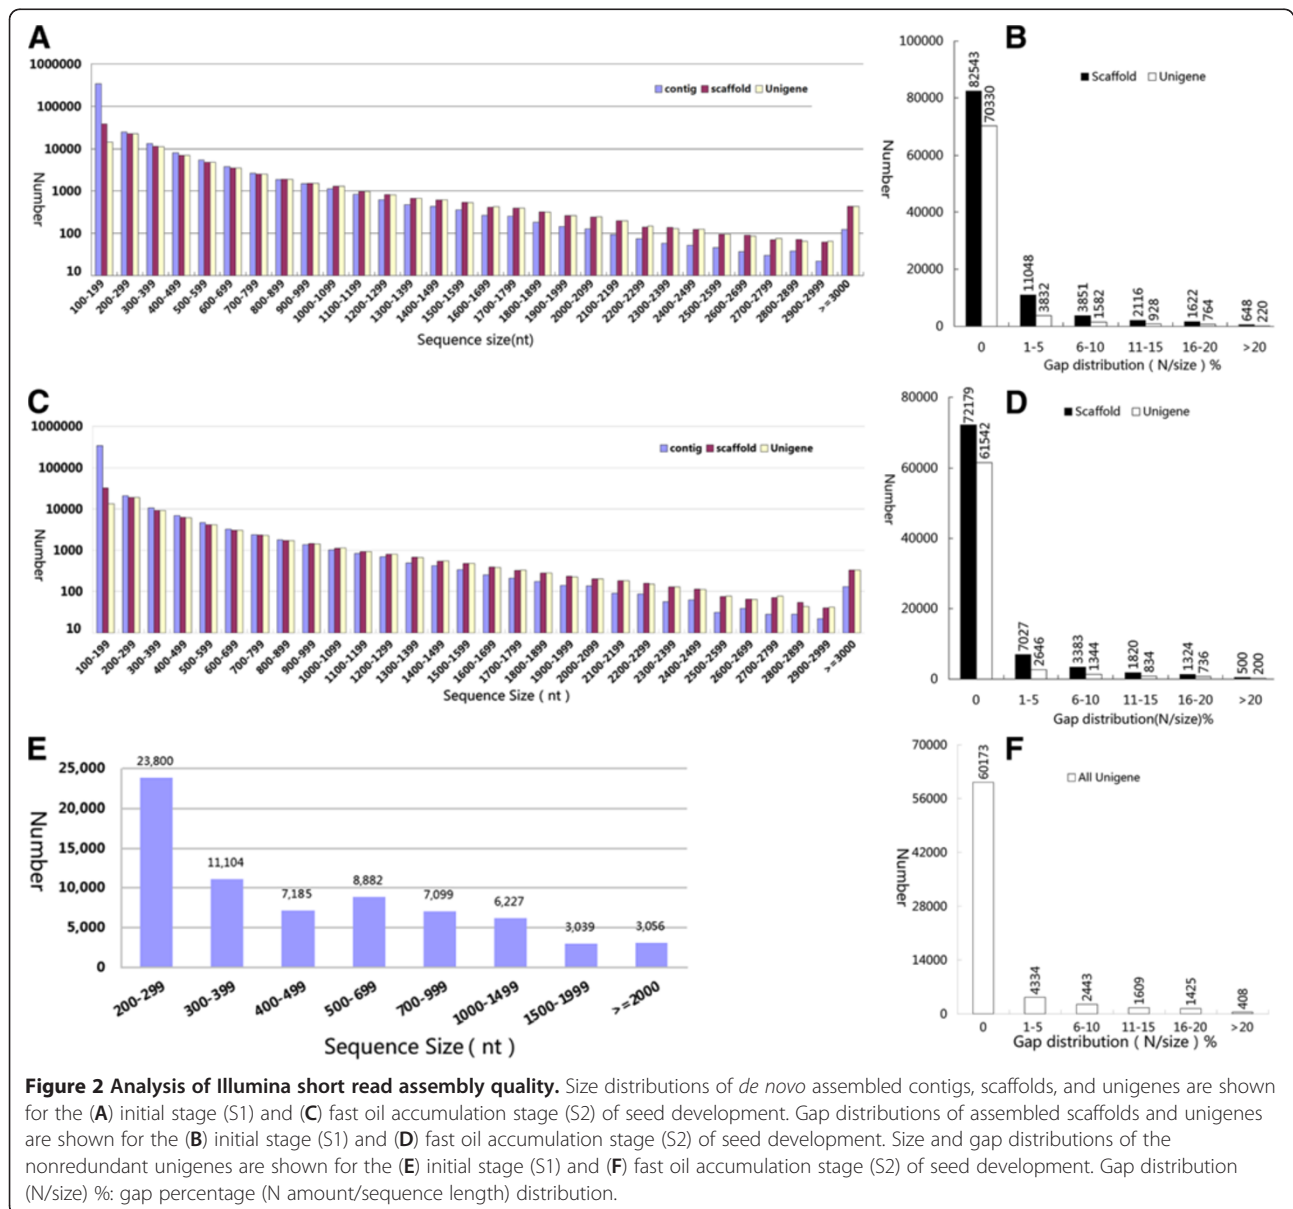 A
1000000
100000
10000
1000
100
10
Number
contig scaffold Unigene
100-199 200-299 300-399 400-499 500-599 600-699 700-799 800-899 900-999 1000-1099 1100-1199 1200-1299 1300-1399 1400-1499 1500-1599 1600-1699 1700-1799 1800-1899 1900-1999 2000-2099 2100-2199 2200-2299 2300-2399 2400-2499 2500-2599 2600-2699 2700-2799 2800-2899 2900-2999 >=3000
Sequence size(nt)
B
100000
80000
60000
40000
20000
0
Number
Scaffold Unigene
82543 70330 11048 3832 3851 1582 2116 928 1622 764 648 220
0 1-5 6-10 11-15 16-20 >20
Gap distribution ( N/size ) %
C
1000000
100000
10000
1000
100
10
Number
contig scaffold Unigene
100-199 200-299 300-399 400-499 500-599 600-699 700-799 800-899 900-999 1000-1099 1100-1199 1200-1299 1300-1399 1400-1499 1500-1599 1600-1699 1700-1799 1800-1899 1900-1999 2000-2099 2100-2199 2200-2299 2300-2399 2400-2499 2500-2599 2600-2699 2700-2799 2800-2899 2900-2999 >=3000
Sequence Size ( nt )
D
80000
60000
40000
20000
0
Number
Scaffold Unigene
72179 61542 7027 2646 3383 1344 1820 834 1324 736 500 200
0 1-5 6-10 11-15 16-20 >20
Gap distribution(N/size)%
E
25,000
20,000
15,000
10,000
5,000
0
Number
23,800 11,104 7,185 8,882 7,099 6,227 3,039 3,056
200-299 300-399 400-499 500-699 700-999 1000-1499 1500-1999 >=2000
Sequence Size ( nt )
F
70000
56000
42000
28000
14000
0
Number
All Unigene
60173 4334 2443 1609 1425 408
0 1-5 6-10 11-15 16-20 >20
Gap distribution ( N/size ) %
Figure 2 Analysis of Illumina short read assembly quality. Size distributions of de novo assembled contigs, scaffolds, and unigenes are shown
for the (A) initial stage (S1) and (C) fast oil accumulation stage (S2) of seed development. Gap distributions of assembled scaffolds and unigenes
are shown for the (B) initial stage (S1) and (D) fast oil accumulation stage (S2) of seed development. Size and gap distributions of the
nonredundant unigenes are shown for the (E) initial stage (S1) and (F) fast oil accumulation stage (S2) of seed development. Gap distribution
(N/size) %: gap percentage (N amount/sequence length) distribution.